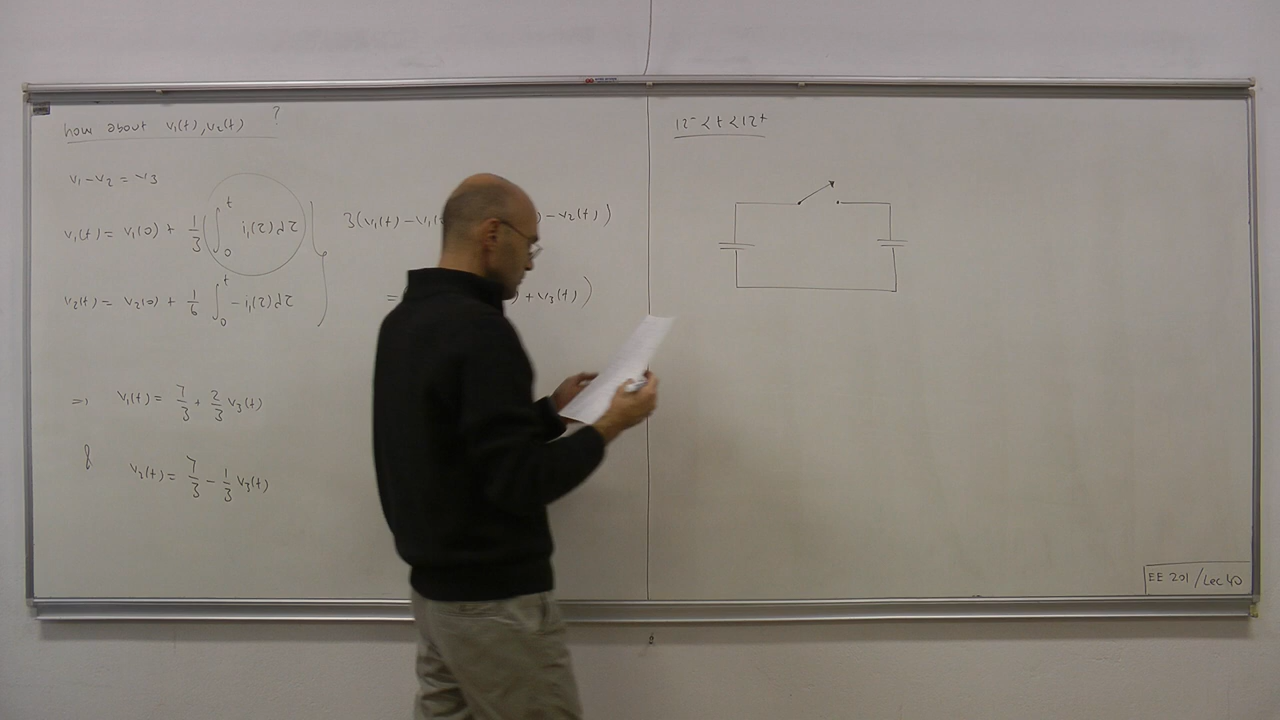 how about v₁(t), v₂(t) ?
v₁ - v₂ = v₃
v₁(t) = v₁(0) + 1/3 ( ∫₀ᵗ i₁(τ)dτ )
v₂(t) = v₂(0) + 1/6 ∫₀ᵗ -i₁(τ)dτ
⇒ v₁(t) = 7/3 + 2/3 v₃(t)
& v₂(t) = 7/3 - 1/3 v₃(t)
3(v₁(t) - v₁( ) - v₂(t))
= + v₃(t))
12⁻ < t < 12⁺
EE 201 / Lec 40